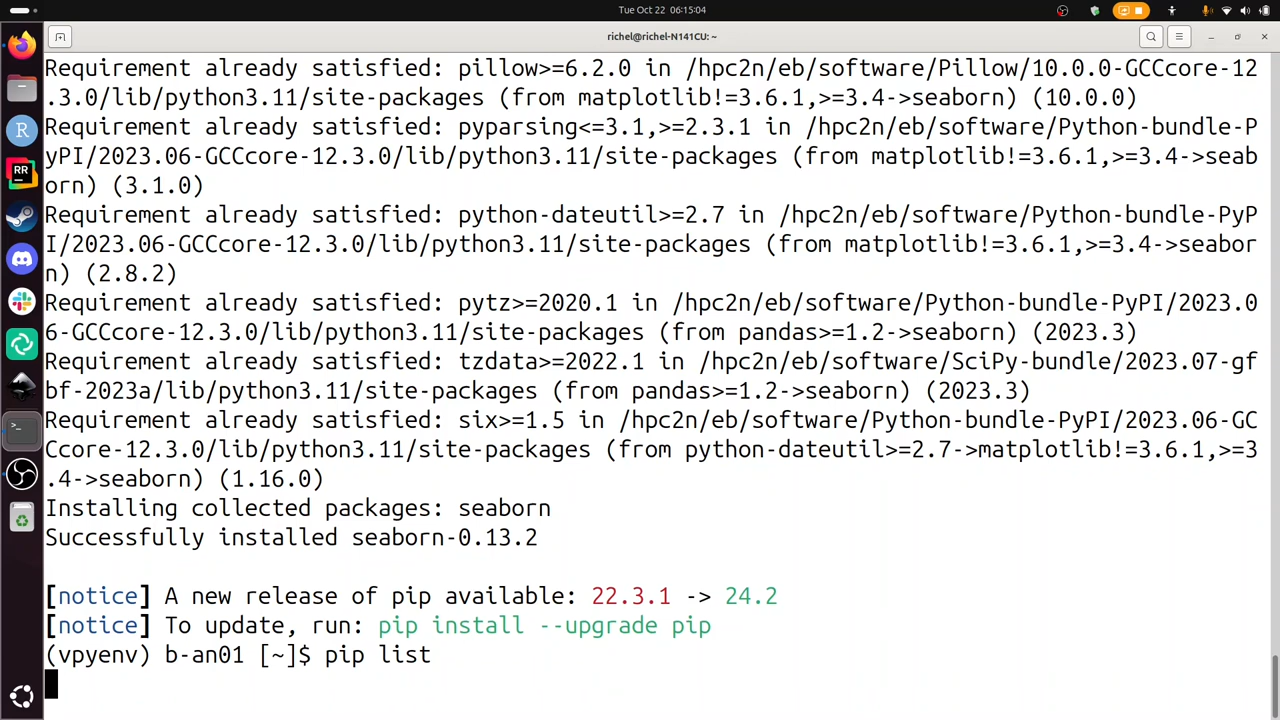 Tue Oct 22 06:15:04
richel@richel-N141CU: ~
Requirement already satisfied: pillow>=6.2.0 in /hpc2n/eb/software/Pillow/10.0.0-GCCcore-12
.3.0/lib/python3.11/site-packages (from matplotlib!=3.6.1,>=3.4->seaborn) (10.0.0)
Requirement already satisfied: pyparsing<=3.1,>=2.3.1 in /hpc2n/eb/software/Python-bundle-P
yPI/2023.06-GCCcore-12.3.0/lib/python3.11/site-packages (from matplotlib!=3.6.1,>=3.4->seab
orn) (3.1.0)
Requirement already satisfied: python-dateutil>=2.7 in /hpc2n/eb/software/Python-bundle-PyP
I/2023.06-GCCcore-12.3.0/lib/python3.11/site-packages (from matplotlib!=3.6.1,>=3.4->seabor
n) (2.8.2)
Requirement already satisfied: pytz>=2020.1 in /hpc2n/eb/software/Python-bundle-PyPI/2023.0
6-GCCcore-12.3.0/lib/python3.11/site-packages (from pandas>=1.2->seaborn) (2023.3)
Requirement already satisfied: tzdata>=2022.1 in /hpc2n/eb/software/SciPy-bundle/2023.07-gf
bf-2023a/lib/python3.11/site-packages (from pandas>=1.2->seaborn) (2023.3)
Requirement already satisfied: six>=1.5 in /hpc2n/eb/software/Python-bundle-PyPI/2023.06-GC
Ccore-12.3.0/lib/python3.11/site-packages (from python-dateutil>=2.7->matplotlib!=3.6.1,>=3
.4->seaborn) (1.16.0)
Installing collected packages: seaborn
Successfully installed seaborn-0.13.2
[notice] A new release of pip available: 22.3.1 -> 24.2
[notice] To update, run: pip install --upgrade pip
(vpyenv) b-an01 [~]$ pip list
R
RR
>_